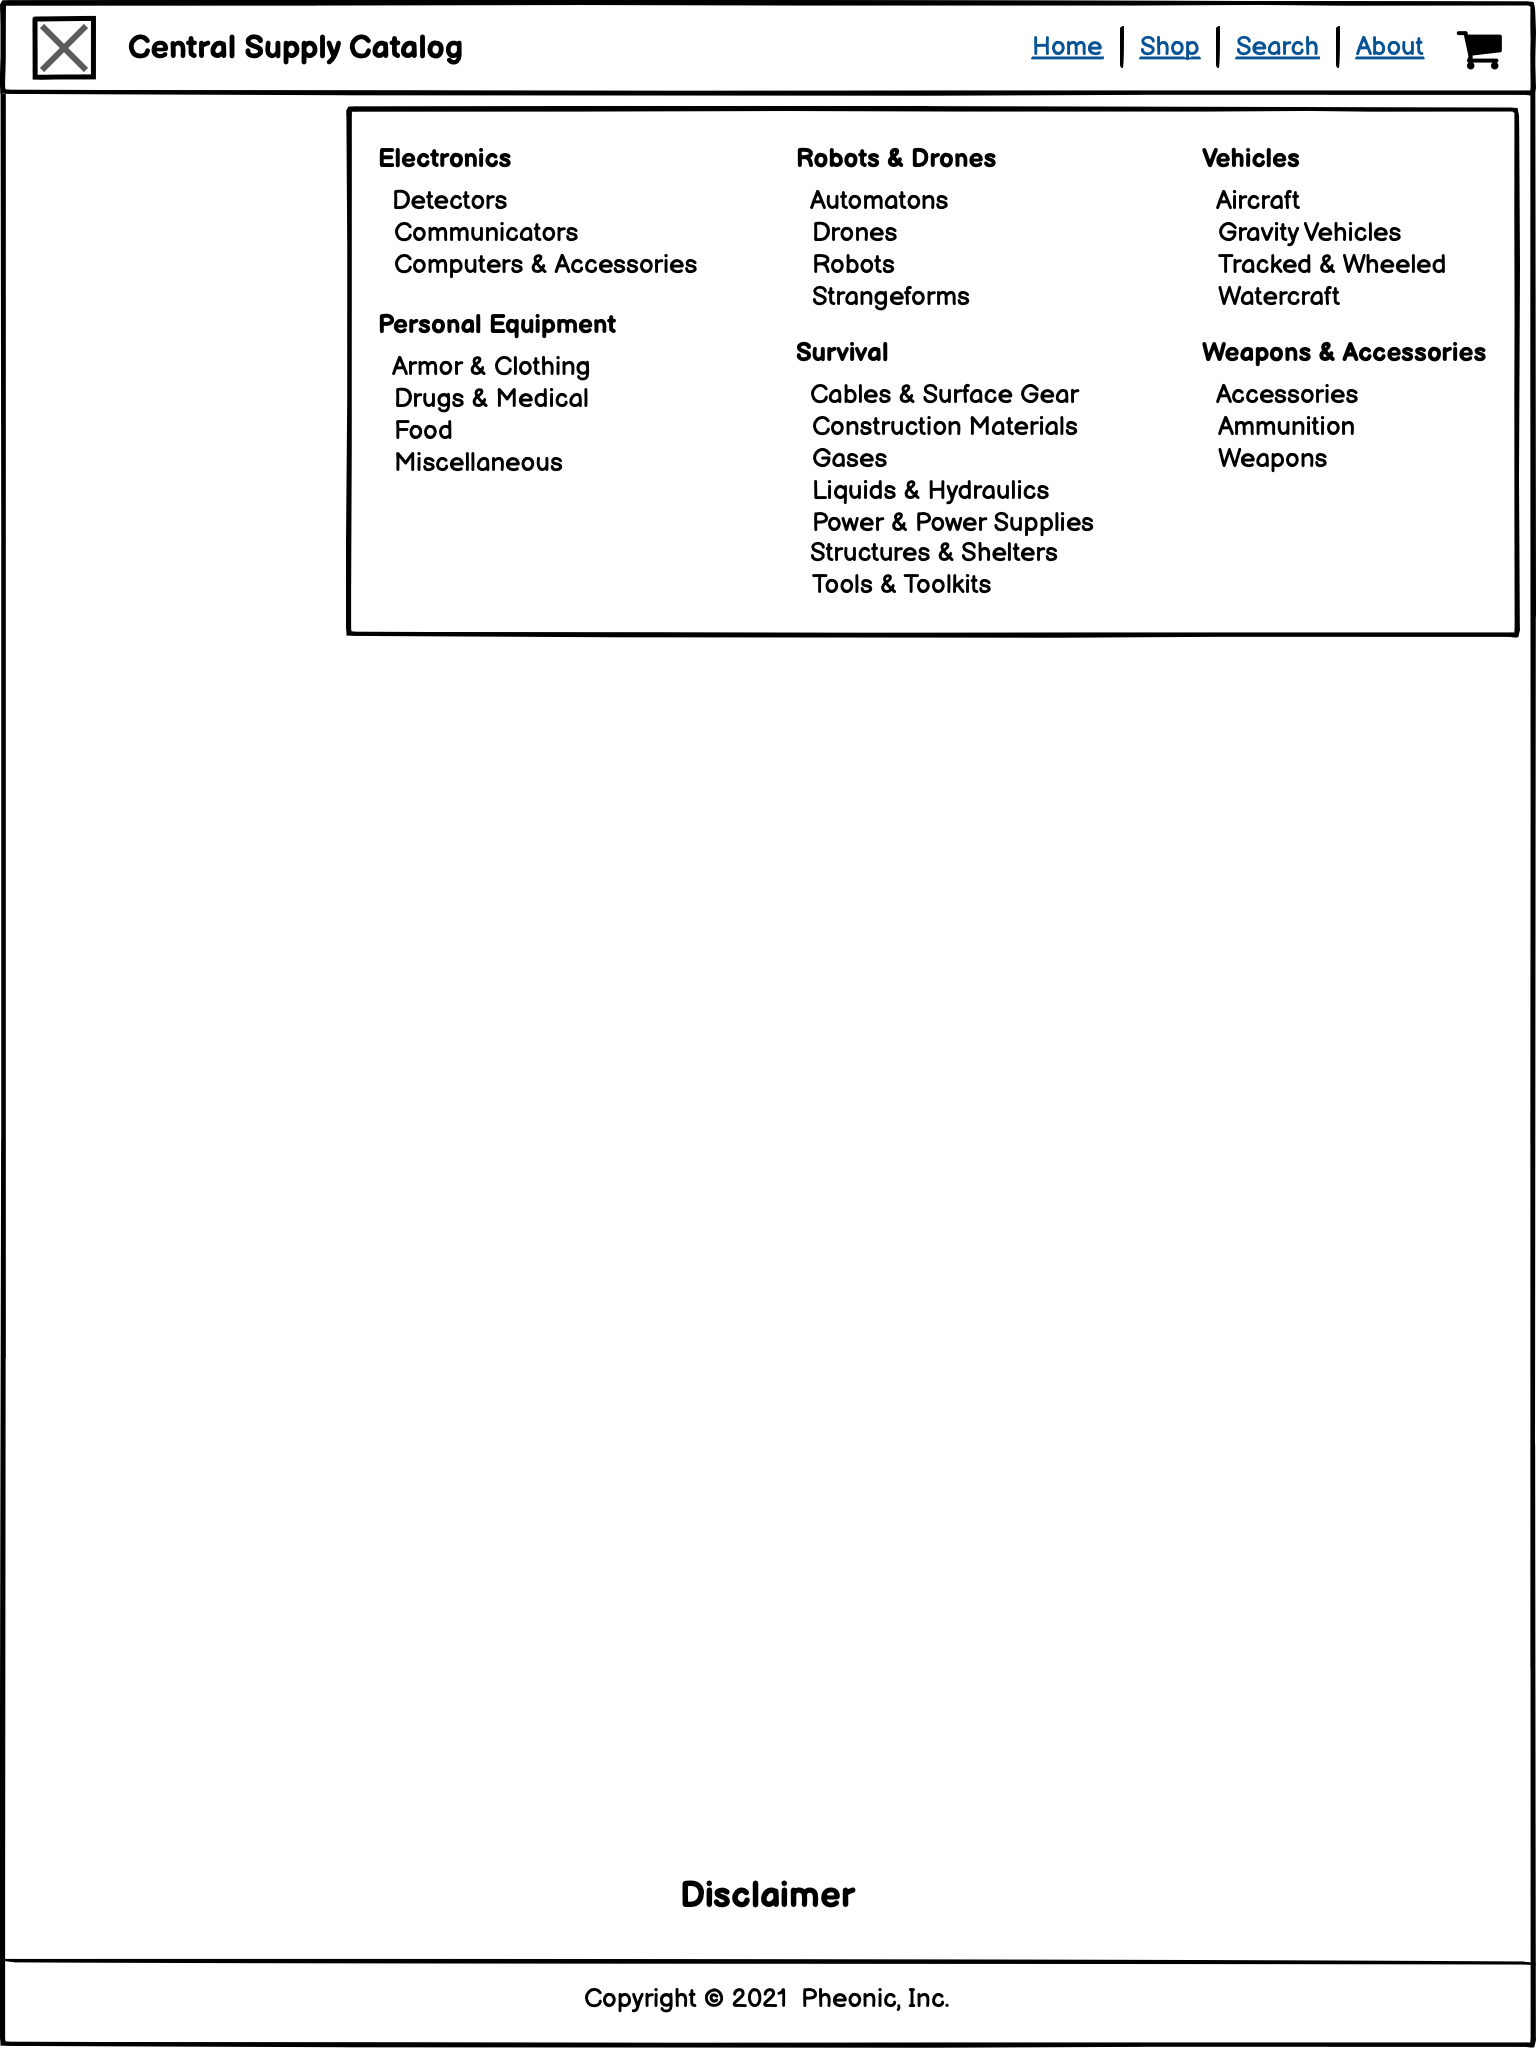 Central Supply Catalog
Home | Shop | Search | About
Electronics
Detectors
Communicators
Computers & Accessories
Personal Equipment
Armor & Clothing
Drugs & Medical
Food
Miscellaneous
Robots & Drones
Automatons
Drones
Robots
Strangeforms
Survival
Cables & Surface Gear
Construction Materials
Gases
Liquids & Hydraulics
Power & Power Supplies
Structures & Shelters
Tools & Toolkits
Vehicles
Aircraft
Gravity Vehicles
Tracked & Wheeled
Watercraft
Weapons & Accessories
Accessories
Ammunition
Weapons
Disclaimer
Copyright © 2021 Pheonic, Inc.